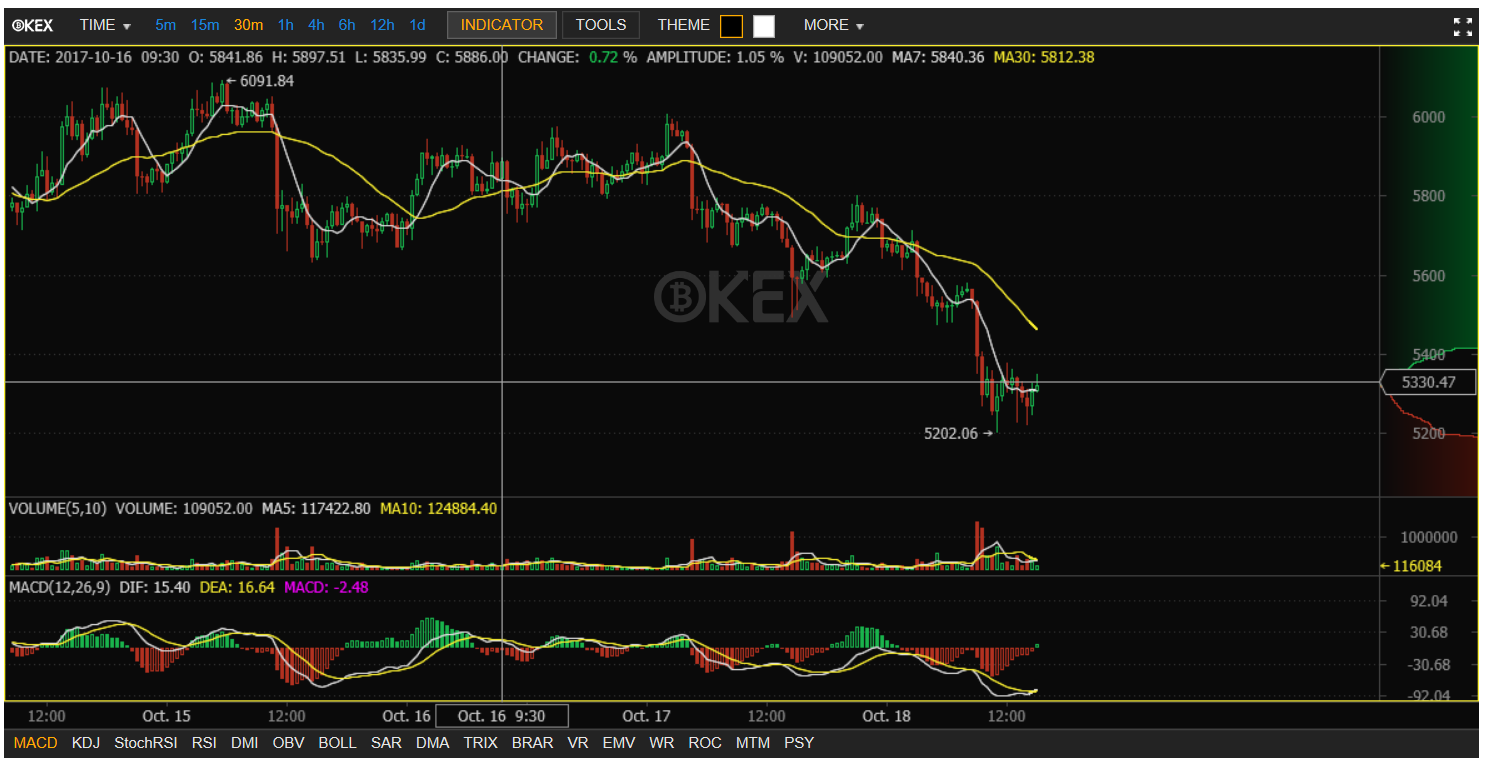 OKEX TIME 5m 15m 30m 1h 4h 6h 12h 1d INDICATOR TOOLS THEME MORE
DATE: 2017-10-16 09:30 O: 5841.86 H: 5897.51 L: 5835.99 C: 5886.00 CHANGE: 0.72 % AMPLITUDE: 1.05 % V: 109052.00 MA7: 5840.36 MA30: 5812.38
←6091.84
6000
5800
5600
OKEX
5400
5330.47
5202.06→
5200
VOLUME(5,10) VOLUME: 109052.00 MA5: 117422.80 MA10: 124884.40
1000000
←116084
MACD(12,26,9) DIF: 15.40 DEA: 16.64 MACD: -2.48
92.04
30.68
-30.68
-92.04
12:00 Oct. 15 12:00 Oct. 16 Oct. 16 9:30 Oct. 17 12:00 Oct. 18 12:00
MACD KDJ StochRSI RSI DMI OBV BOLL SAR DMA TRIX BRAR VR EMV WR ROC MTM PSY